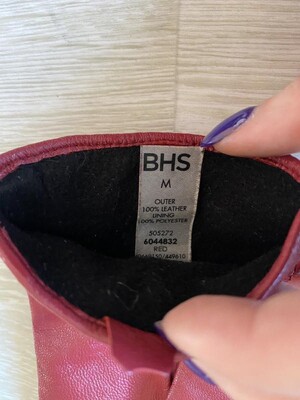 BHS
M
OUTER
100% LEATHER
LINING
100% POLYESTER
505272
6044832
RED